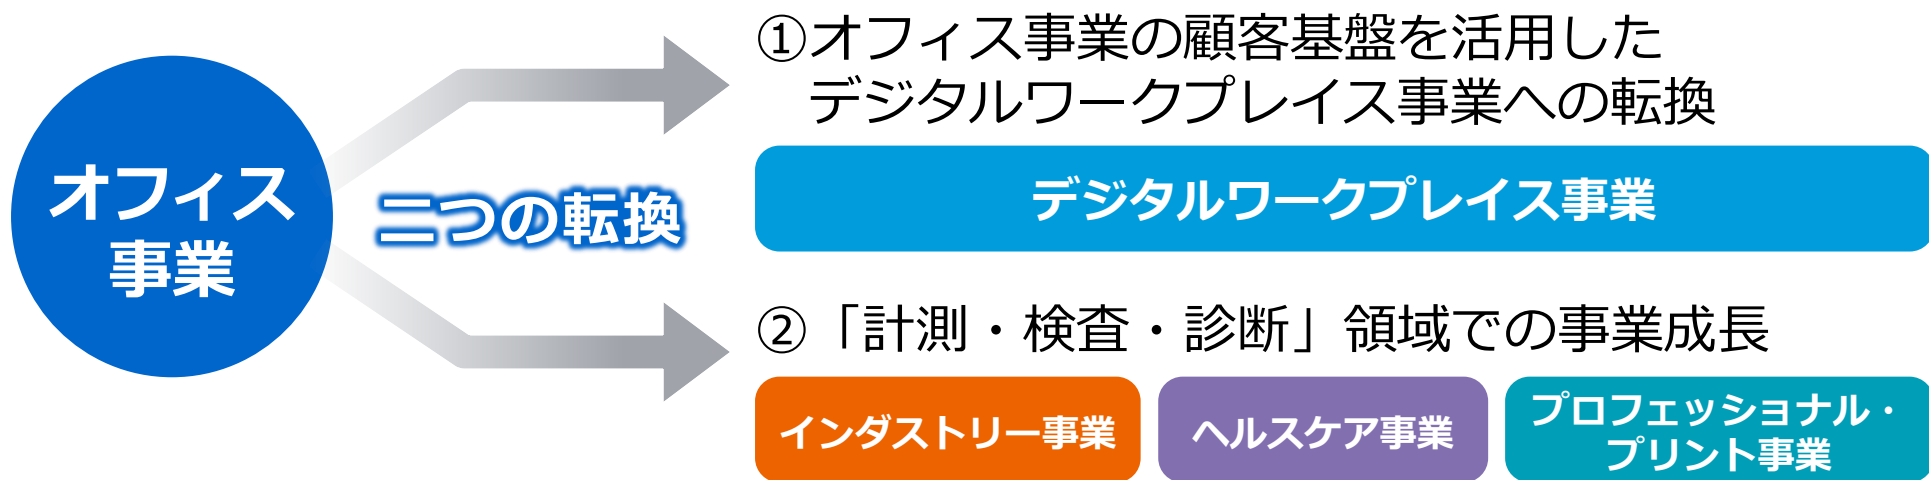 オフィス
事業
二つの転換
①オフィス事業の顧客基盤を活用した
デジタルワークプレイス事業への転換
デジタルワークプレイス事業
②「計測・検査・診断」領域での事業成長
インダストリー事業
ヘルスケア事業
プロフェッショナル・
プリント事業